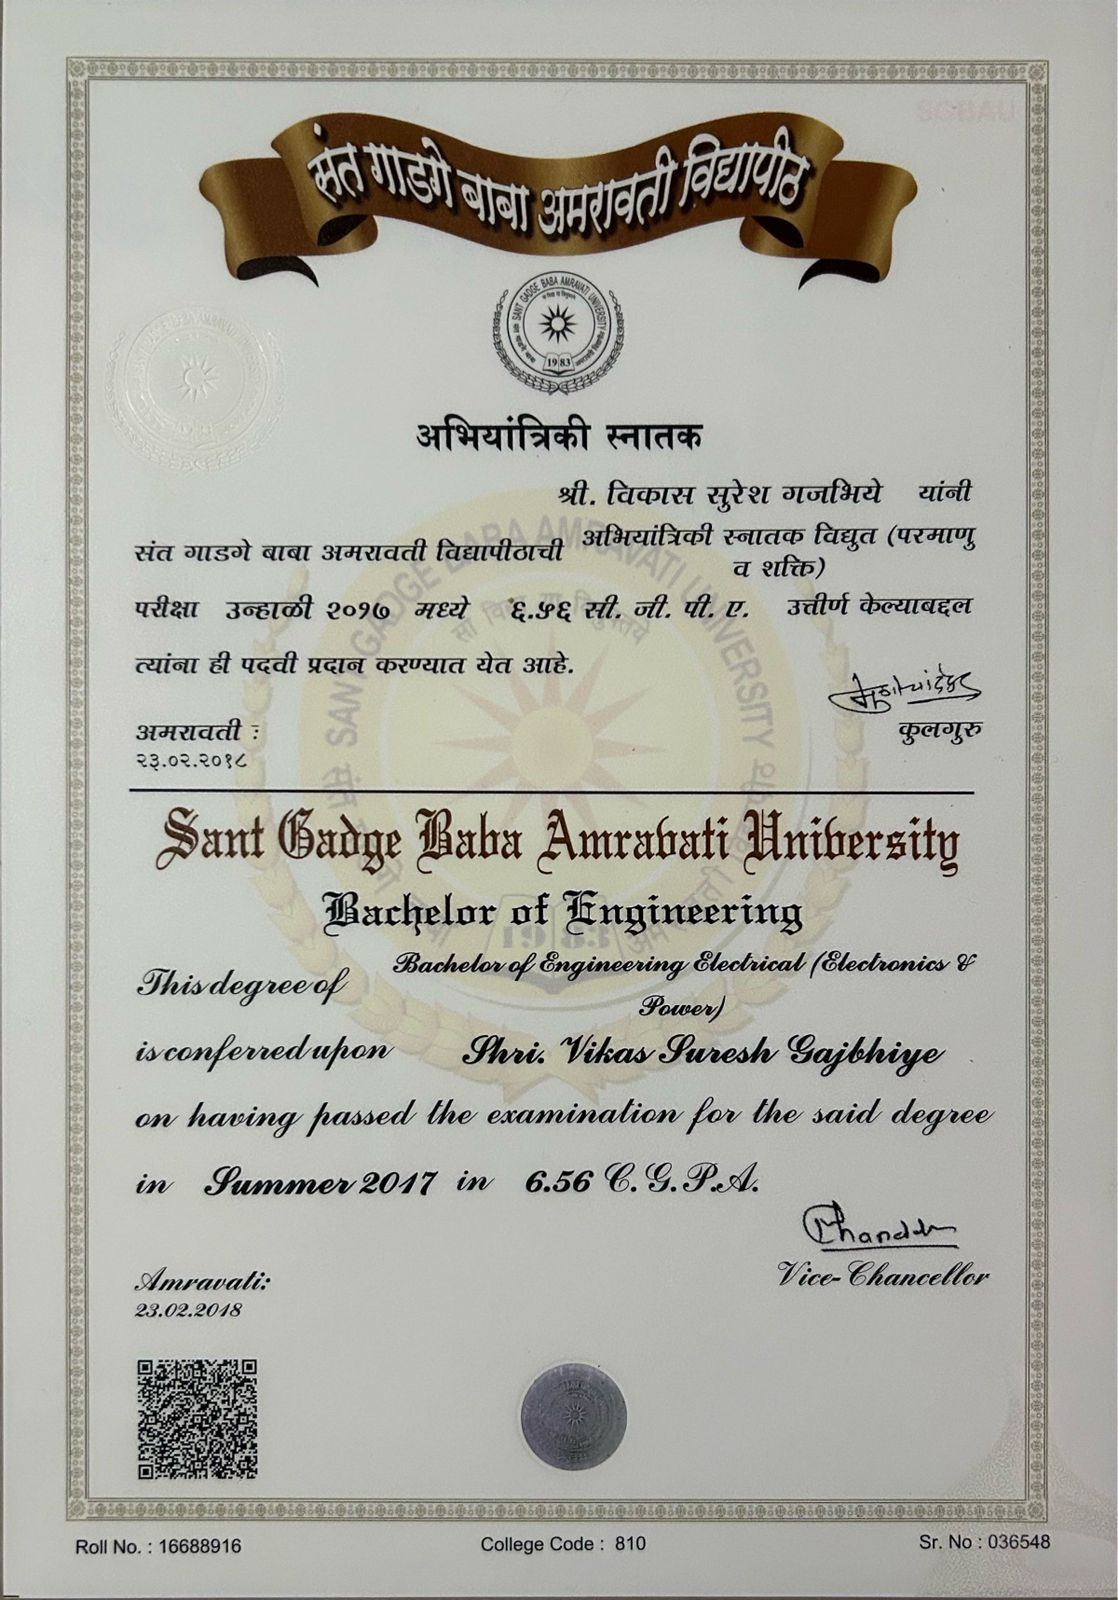 SGBAU
संत गाडगे बाबा अमरावती विद्यापीठ
SANT GADGE BABA AMRAVATI UNIVERSITY
1983
अभियांत्रिकी स्नातक
श्री. विकास सुरेश गजभिये यांनी
संत गाडगे बाबा अमरावती विद्यापीठाची अभियांत्रिकी स्नातक विद्युत (परमाणु
व शक्ति)
परीक्षा उन्हाळी २०१७ मध्ये ६.५६ सी. जी. पी. ए. उत्तीर्ण केल्याबद्दल
त्यांना ही पदवी प्रदान करण्यात येत आहे.
कुलगुरु
अमरावती :
२३.०२.२०१८
Sant Gadge Baba Amravati University
Bachelor of Engineering
This degree of Bachelor of Engineering Electrical (Electronics &
Power)
is conferred upon Shri. Vikas Suresh Gajbhiye
on having passed the examination for the said degree
in Summer 2017 in 6.56 C. G. P.A.
Vice-Chancellor
Amravati:
23.02.2018
Roll No. : 16688916 College Code : 810 Sr. No : 036548